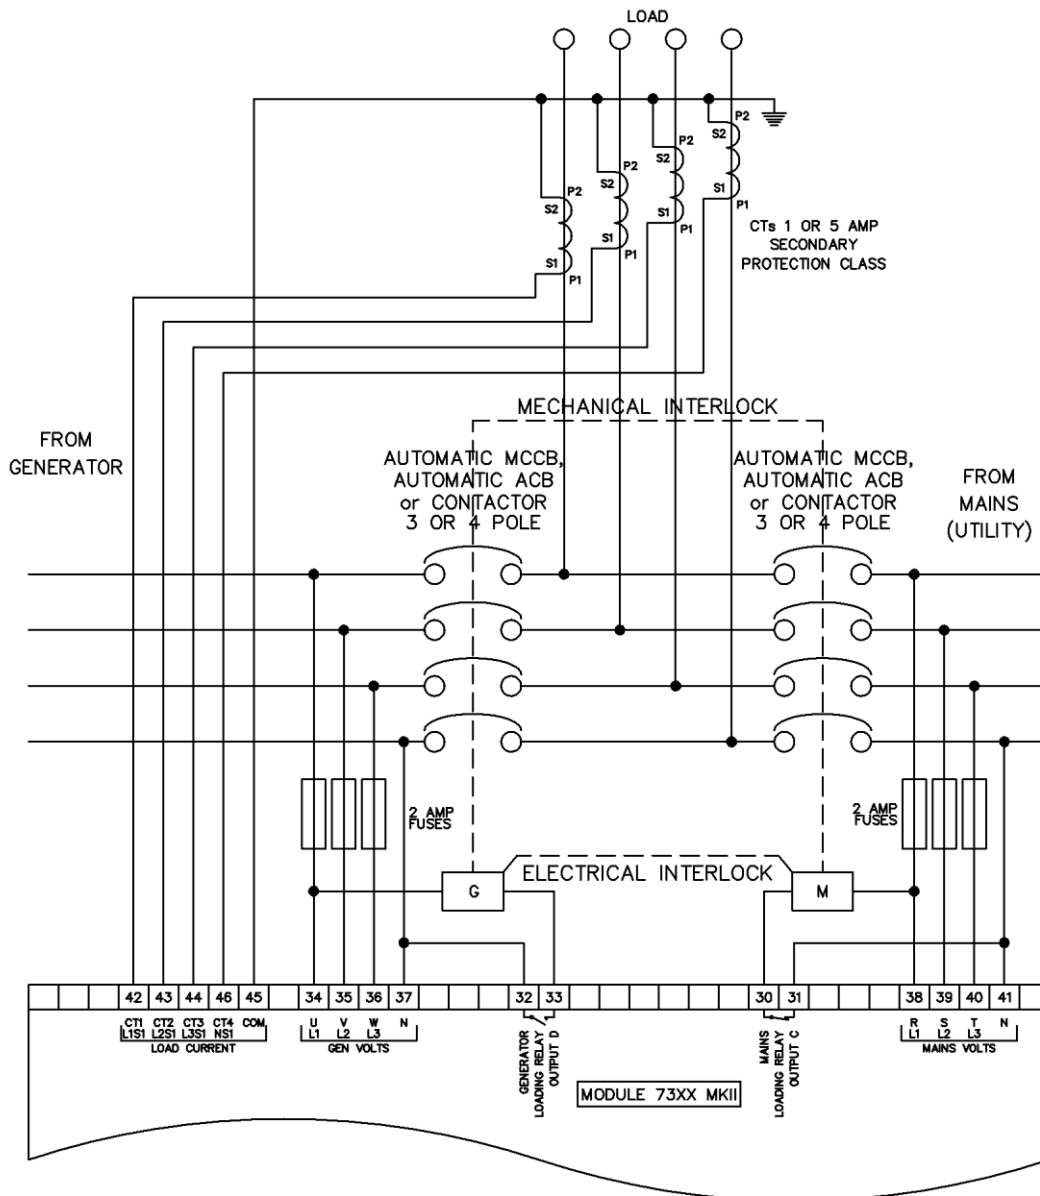 LOAD
P2
S2
P2
S2
S1
P1
P2
S2
S1
P1
P2
S2
S1
P1
S1
P1
CTs 1 OR 5 AMP
SECONDARY
PROTECTION CLASS
MECHANICAL INTERLOCK
FROM
GENERATOR
AUTOMATIC MCCB,
AUTOMATIC ACB
or CONTACTOR
3 OR 4 POLE
AUTOMATIC MCCB,
AUTOMATIC ACB
or CONTACTOR
3 OR 4 POLE
FROM
MAINS
(UTILITY)
2 AMP
FUSES
2 AMP
FUSES
ELECTRICAL INTERLOCK
G
M
42 43 44 46 45 34 35 36 37 32 33 30 31 38 39 40 41
CT1 CT2 CT3 CT4 COM
L1S1 L2S1 L3S1 NS1
LOAD CURRENT
U V W N
L1 L2 L3
GEN VOLTS
GENERATOR
LOADING RELAY
OUTPUT D
MAINS
LOADING RELAY
OUTPUT C
R S T N
L1 L2 L3
MAINS VOLTS
MODULE 73XX MKII